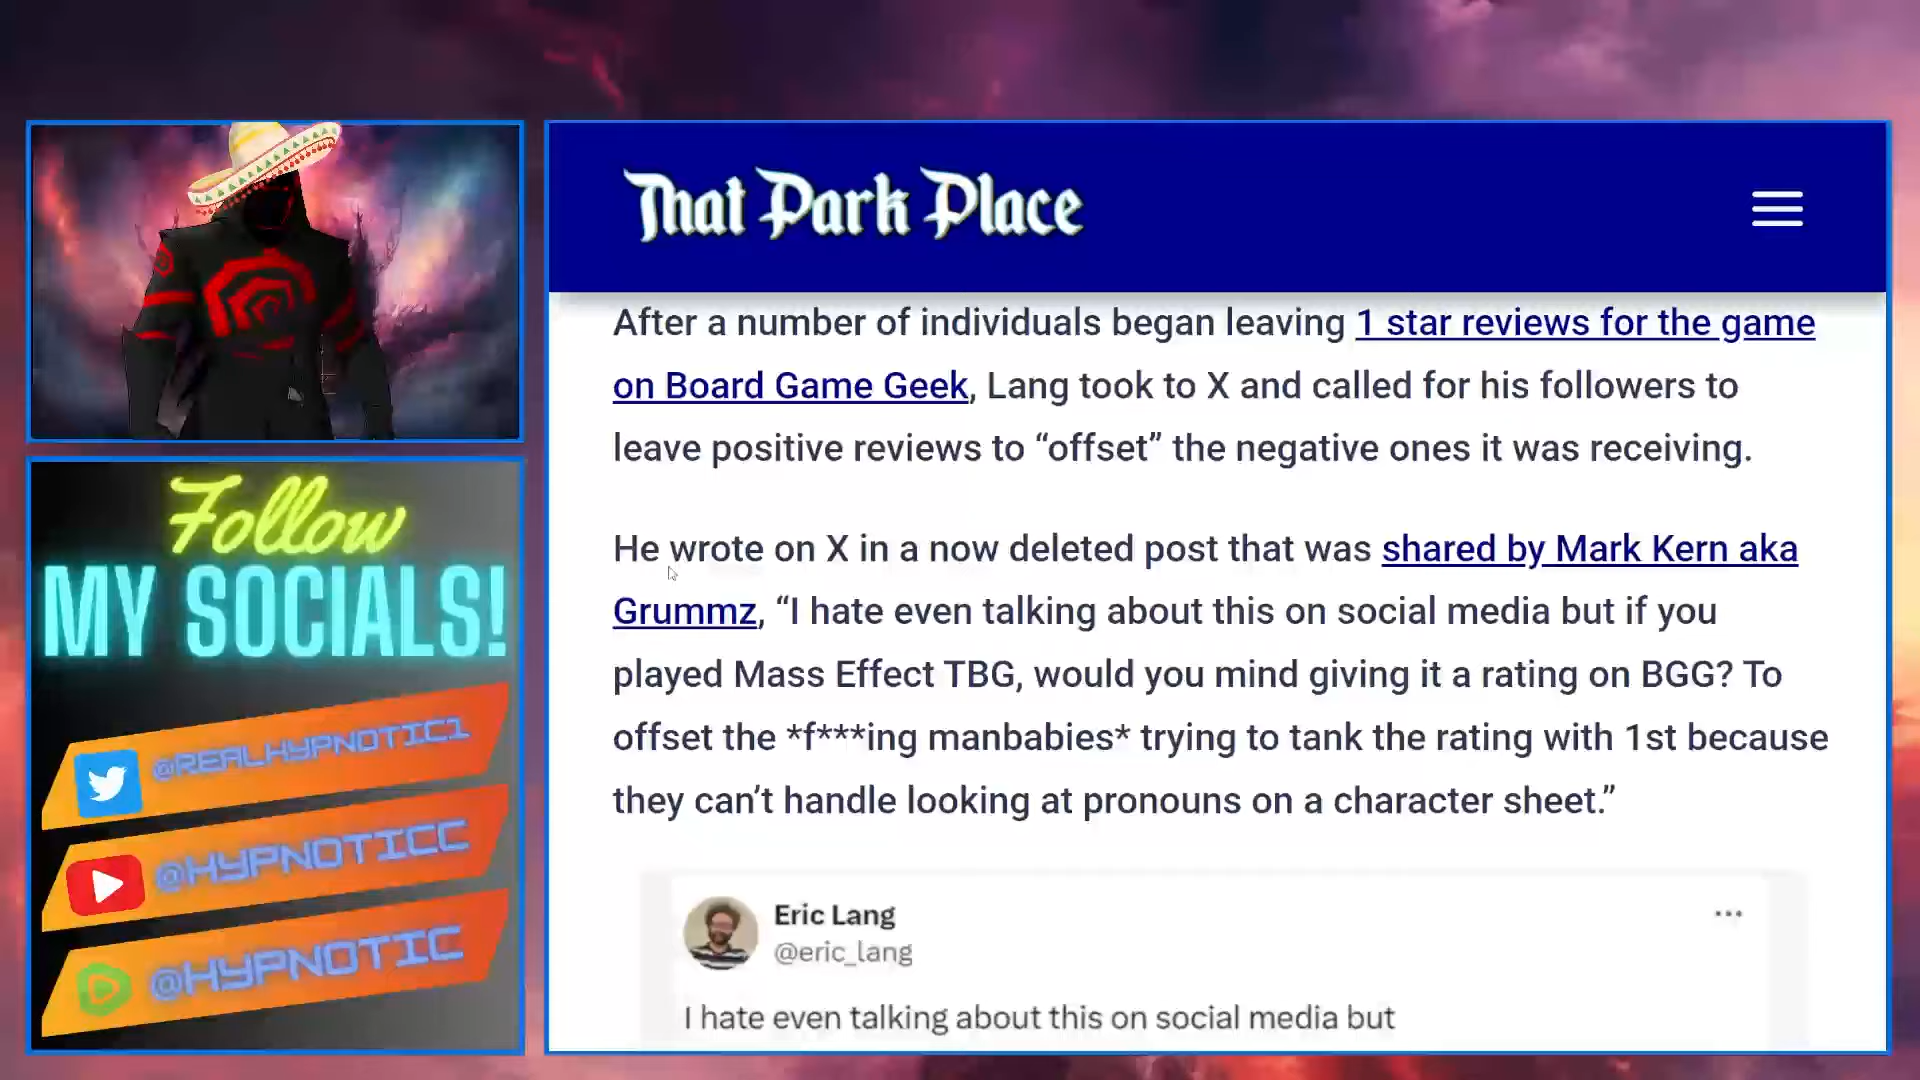 That Park Place
After a number of individuals began leaving 1 star reviews for the game
on Board Game Geek, Lang took to X and called for his followers to
leave positive reviews to “offset” the negative ones it was receiving.
He wrote on X in a now deleted post that was shared by Mark Kern aka
Grummz, “I hate even talking about this on social media but if you
played Mass Effect TBG, would you mind giving it a rating on BGG? To
offset the *f***ing manbabies* trying to tank the rating with 1st because
they can’t handle looking at pronouns on a character sheet.”
Eric Lang
@eric_lang
I hate even talking about this on social media but
Follow
MY SOCIALS!
@REALHYPNOTIC1
@HYPNOTICC
@HYPNOTIC